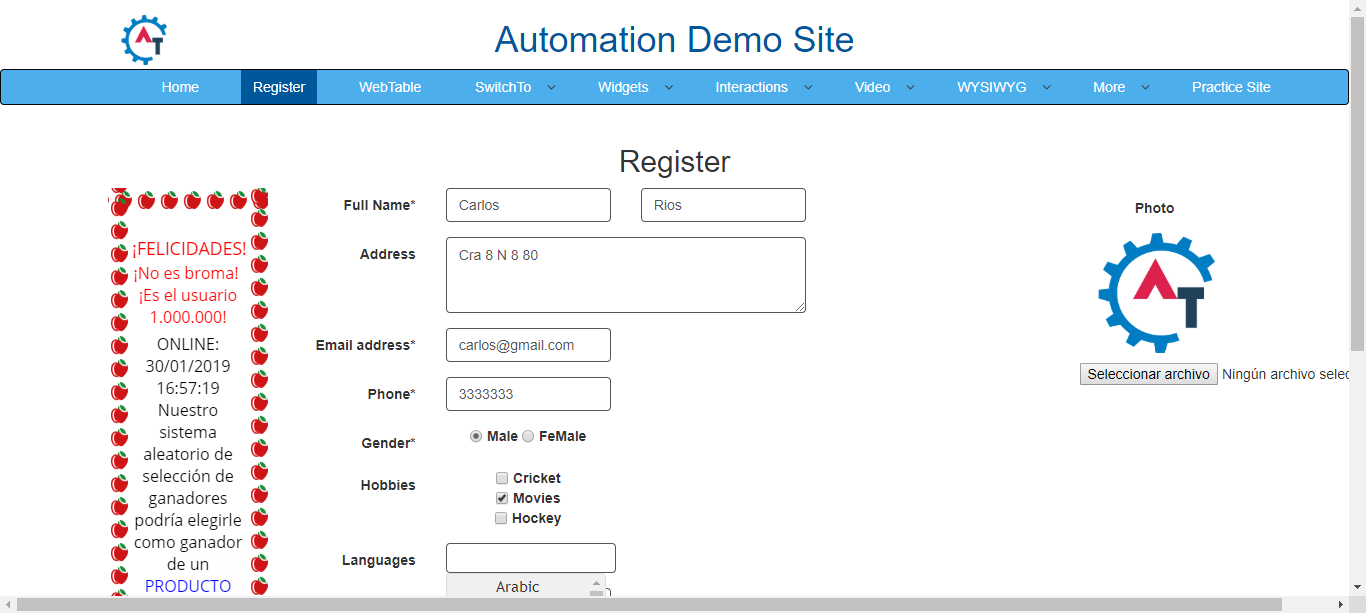 Automation Demo Site
Home Register WebTable SwitchTo Widgets Interactions Video WYSIWYG More Practice Site
Register
¡FELICIDADES!
¡No es broma!
¡Es el usuario
1.000.000!
ONLINE:
30/01/2019
16:57:19
Nuestro
sistema
aleatorio de
selección de
ganadores
podría elegirle
como ganador
de un
PRODUCTO
Full Name* Carlos Rios
Address Cra 8 N 8 80
Email address* carlos@gmail.com
Phone* 3333333
Gender* Male FeMale
Hobbies Cricket
Movies
Hockey
Languages
Arabic
Photo
AT
Seleccionar archivo Ningún archivo selec